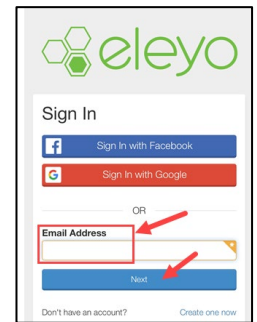 eleyo
Sign In
Sign In with Facebook
Sign In with Google
OR
Email Address
Next
Don't have an account? Create one now